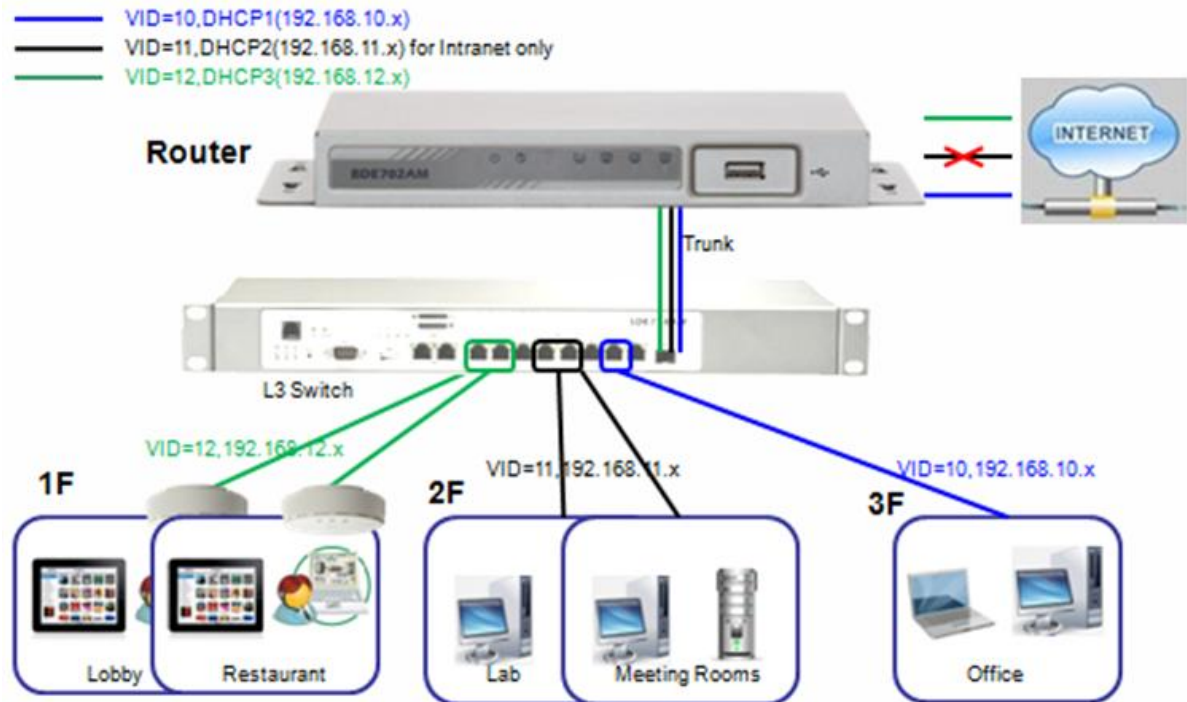 VID=10,DHCP1(192.168.10.x)
VID=11,DHCP2(192.168.11.x) for Intranet only
VID=12,DHCP3(192.168.12.x)
Router
INTERNET
Trunk
L3 Switch
VID=12,192.168.12.x
VID=11,192.168.11.x
VID=10,192.168.10.x
1F
2F
3F
Lobby
Restaurant
Lab
Meeting Rooms
Office